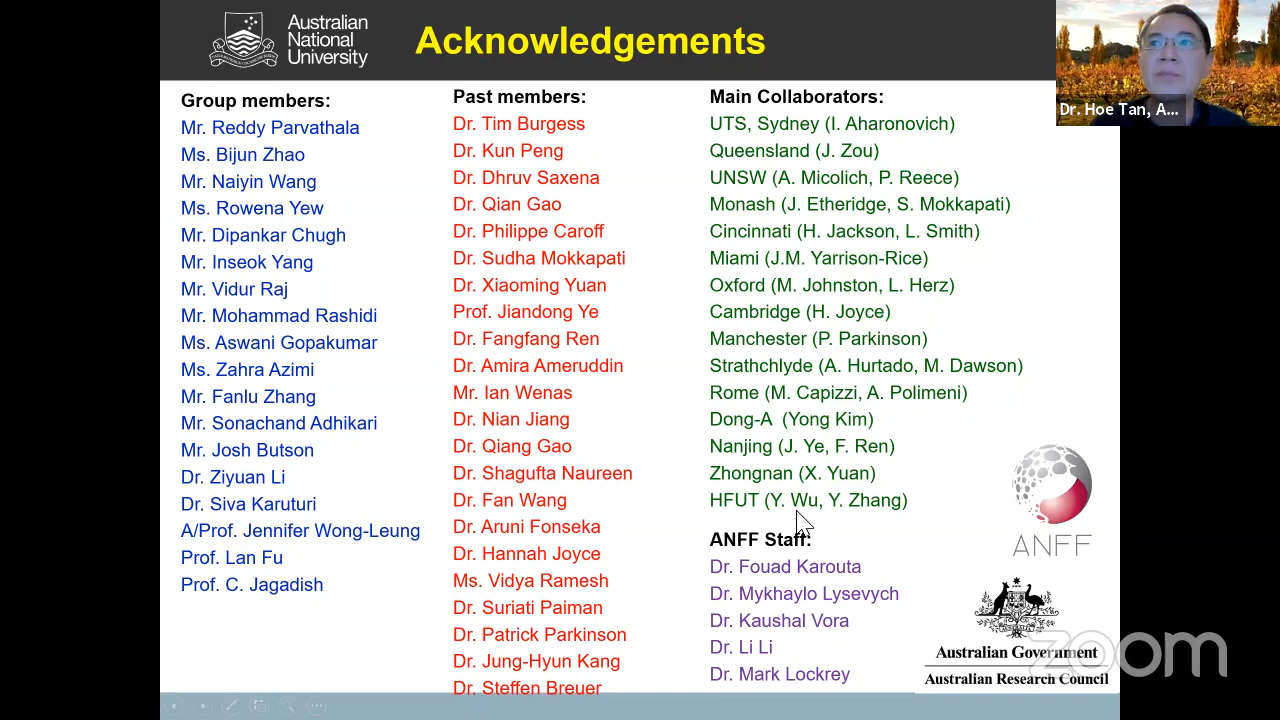 Australian
National
University
Acknowledgements
Dr. Hoe Tan, A...
Group members:
Mr. Reddy Parvathala
Ms. Bijun Zhao
Mr. Naiyin Wang
Ms. Rowena Yew
Mr. Dipankar Chugh
Mr. Inseok Yang
Mr. Vidur Raj
Mr. Mohammad Rashidi
Ms. Aswani Gopakumar
Ms. Zahra Azimi
Mr. Fanlu Zhang
Mr. Sonachand Adhikari
Mr. Josh Butson
Dr. Ziyuan Li
Dr. Siva Karuturi
A/Prof. Jennifer Wong-Leung
Prof. Lan Fu
Prof. C. Jagadish
Past members:
Dr. Tim Burgess
Dr. Kun Peng
Dr. Dhruv Saxena
Dr. Qian Gao
Dr. Philippe Caroff
Dr. Sudha Mokkapati
Dr. Xiaoming Yuan
Prof. Jiandong Ye
Dr. Fangfang Ren
Dr. Amira Ameruddin
Mr. Ian Wenas
Dr. Nian Jiang
Dr. Qiang Gao
Dr. Shagufta Naureen
Dr. Fan Wang
Dr. Aruni Fonseka
Dr. Hannah Joyce
Ms. Vidya Ramesh
Dr. Suriati Paiman
Dr. Patrick Parkinson
Dr. Jung-Hyun Kang
Dr. Steffen Breuer
Main Collaborators:
UTS, Sydney (I. Aharonovich)
Queensland (J. Zou)
UNSW (A. Micolich, P. Reece)
Monash (J. Etheridge, S. Mokkapati)
Cincinnati (H. Jackson, L. Smith)
Miami (J.M. Yarrison-Rice)
Oxford (M. Johnston, L. Herz)
Cambridge (H. Joyce)
Manchester (P. Parkinson)
Strathclyde (A. Hurtado, M. Dawson)
Rome (M. Capizzi, A. Polimeni)
Dong-A (Yong Kim)
Nanjing (J. Ye, F. Ren)
Zhongnan (X. Yuan)
HFUT (Y. Wu, Y. Zhang)
ANFF Staff:
Dr. Fouad Karouta
Dr. Mykhaylo Lysevych
Dr. Kaushal Vora
Dr. Li Li
Dr. Mark Lockrey
ANFF
Australian Government
Australian Research Council
zoom